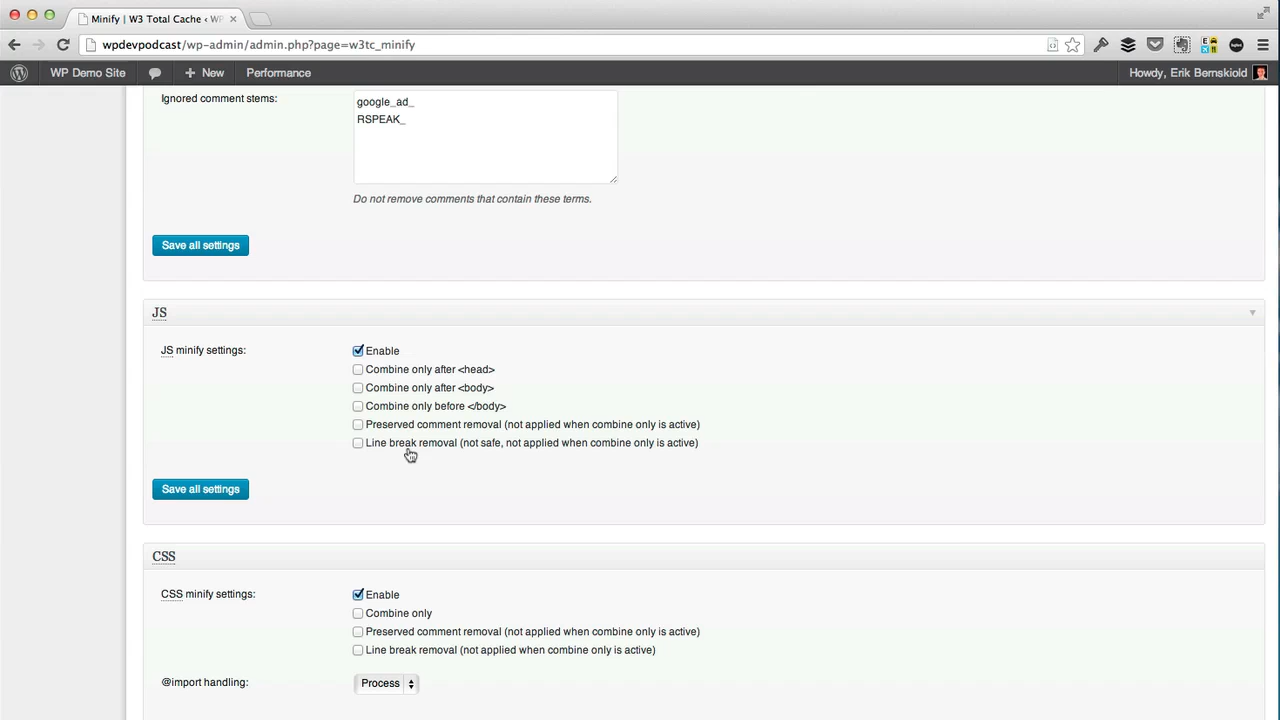 Minify | W3 Total Cache ‹ WP
wpdevpodcast/wp-admin/admin.php?page=w3tc_minify
WP Demo Site
New
Performance
Howdy, Erik Bernskiold
Ignored comment stems:
google_ad_
RSPEAK_
Do not remove comments that contain these terms.
Save all settings
JS
JS minify settings:
Enable
Combine only after <head>
Combine only after <body>
Combine only before </body>
Preserved comment removal (not applied when combine only is active)
Line break removal (not safe, not applied when combine only is active)
Save all settings
CSS
CSS minify settings:
Enable
Combine only
Preserved comment removal (not applied when combine only is active)
Line break removal (not applied when combine only is active)
@import handling:
Process